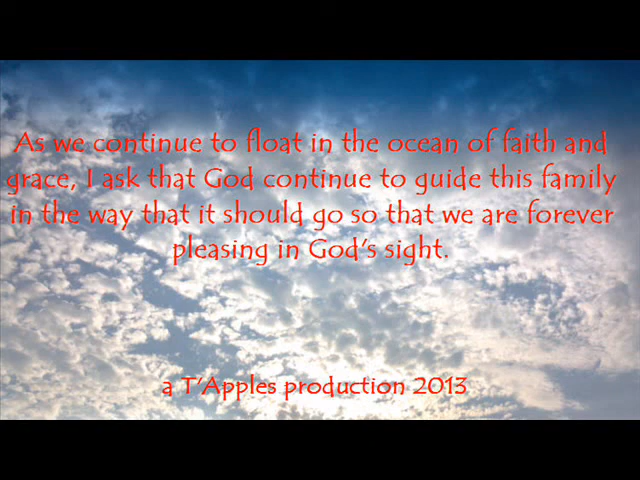 As we continue to float in the ocean of faith and
grace, I ask that God continue to guide this family
in the way that it should go so that we are forever
pleasing in God's sight.
a T'Apples production 2013